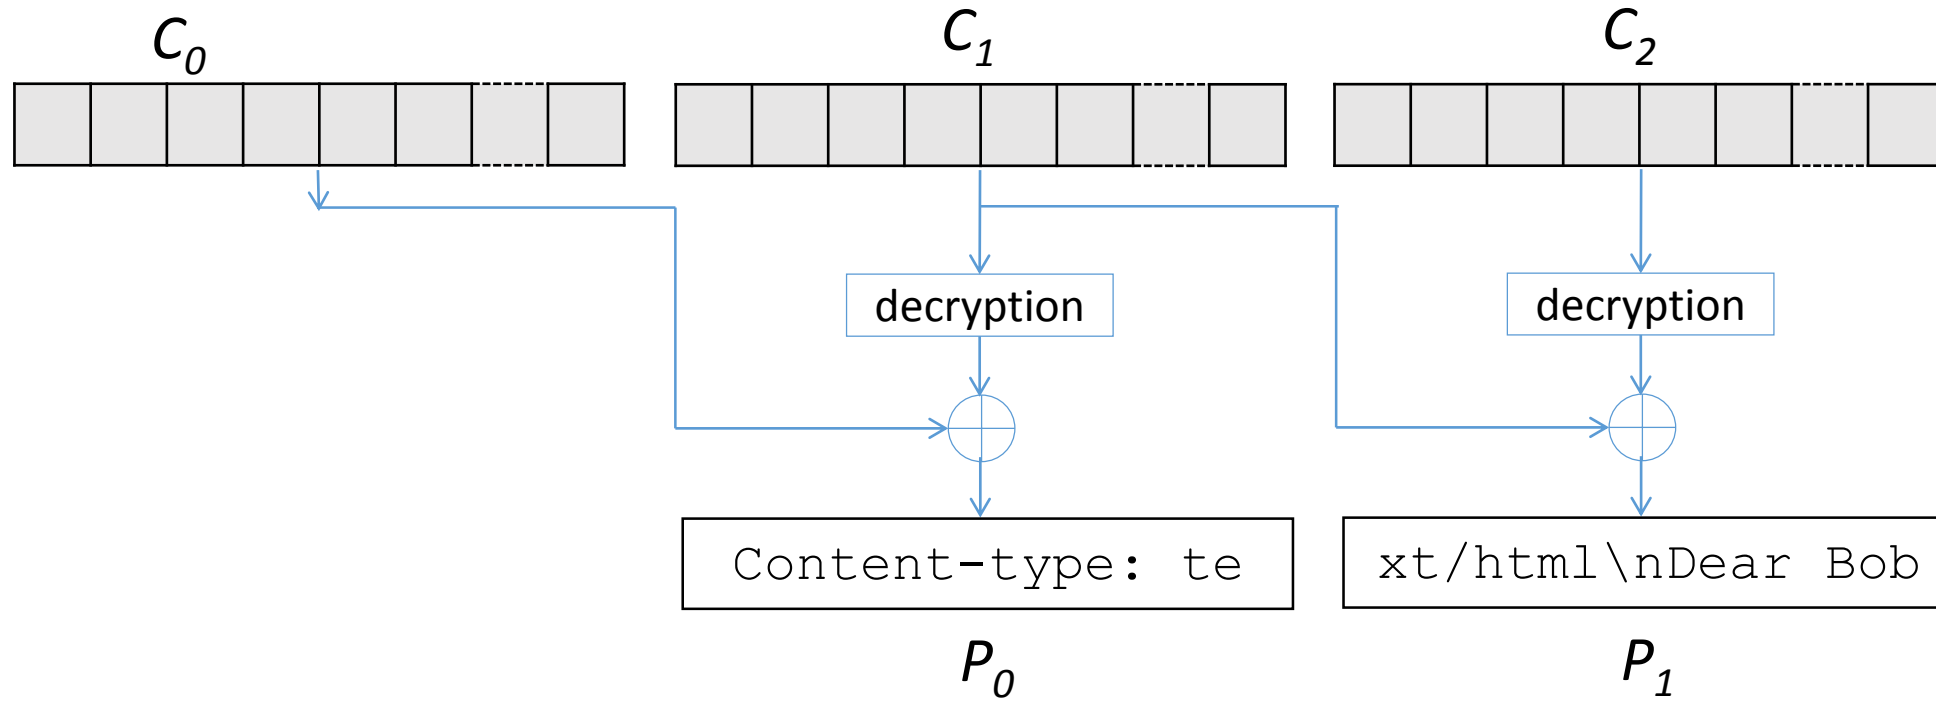 C0 C1 C2
decryption decryption
Content-type: te xt/html\nDear Bob
P0 P1